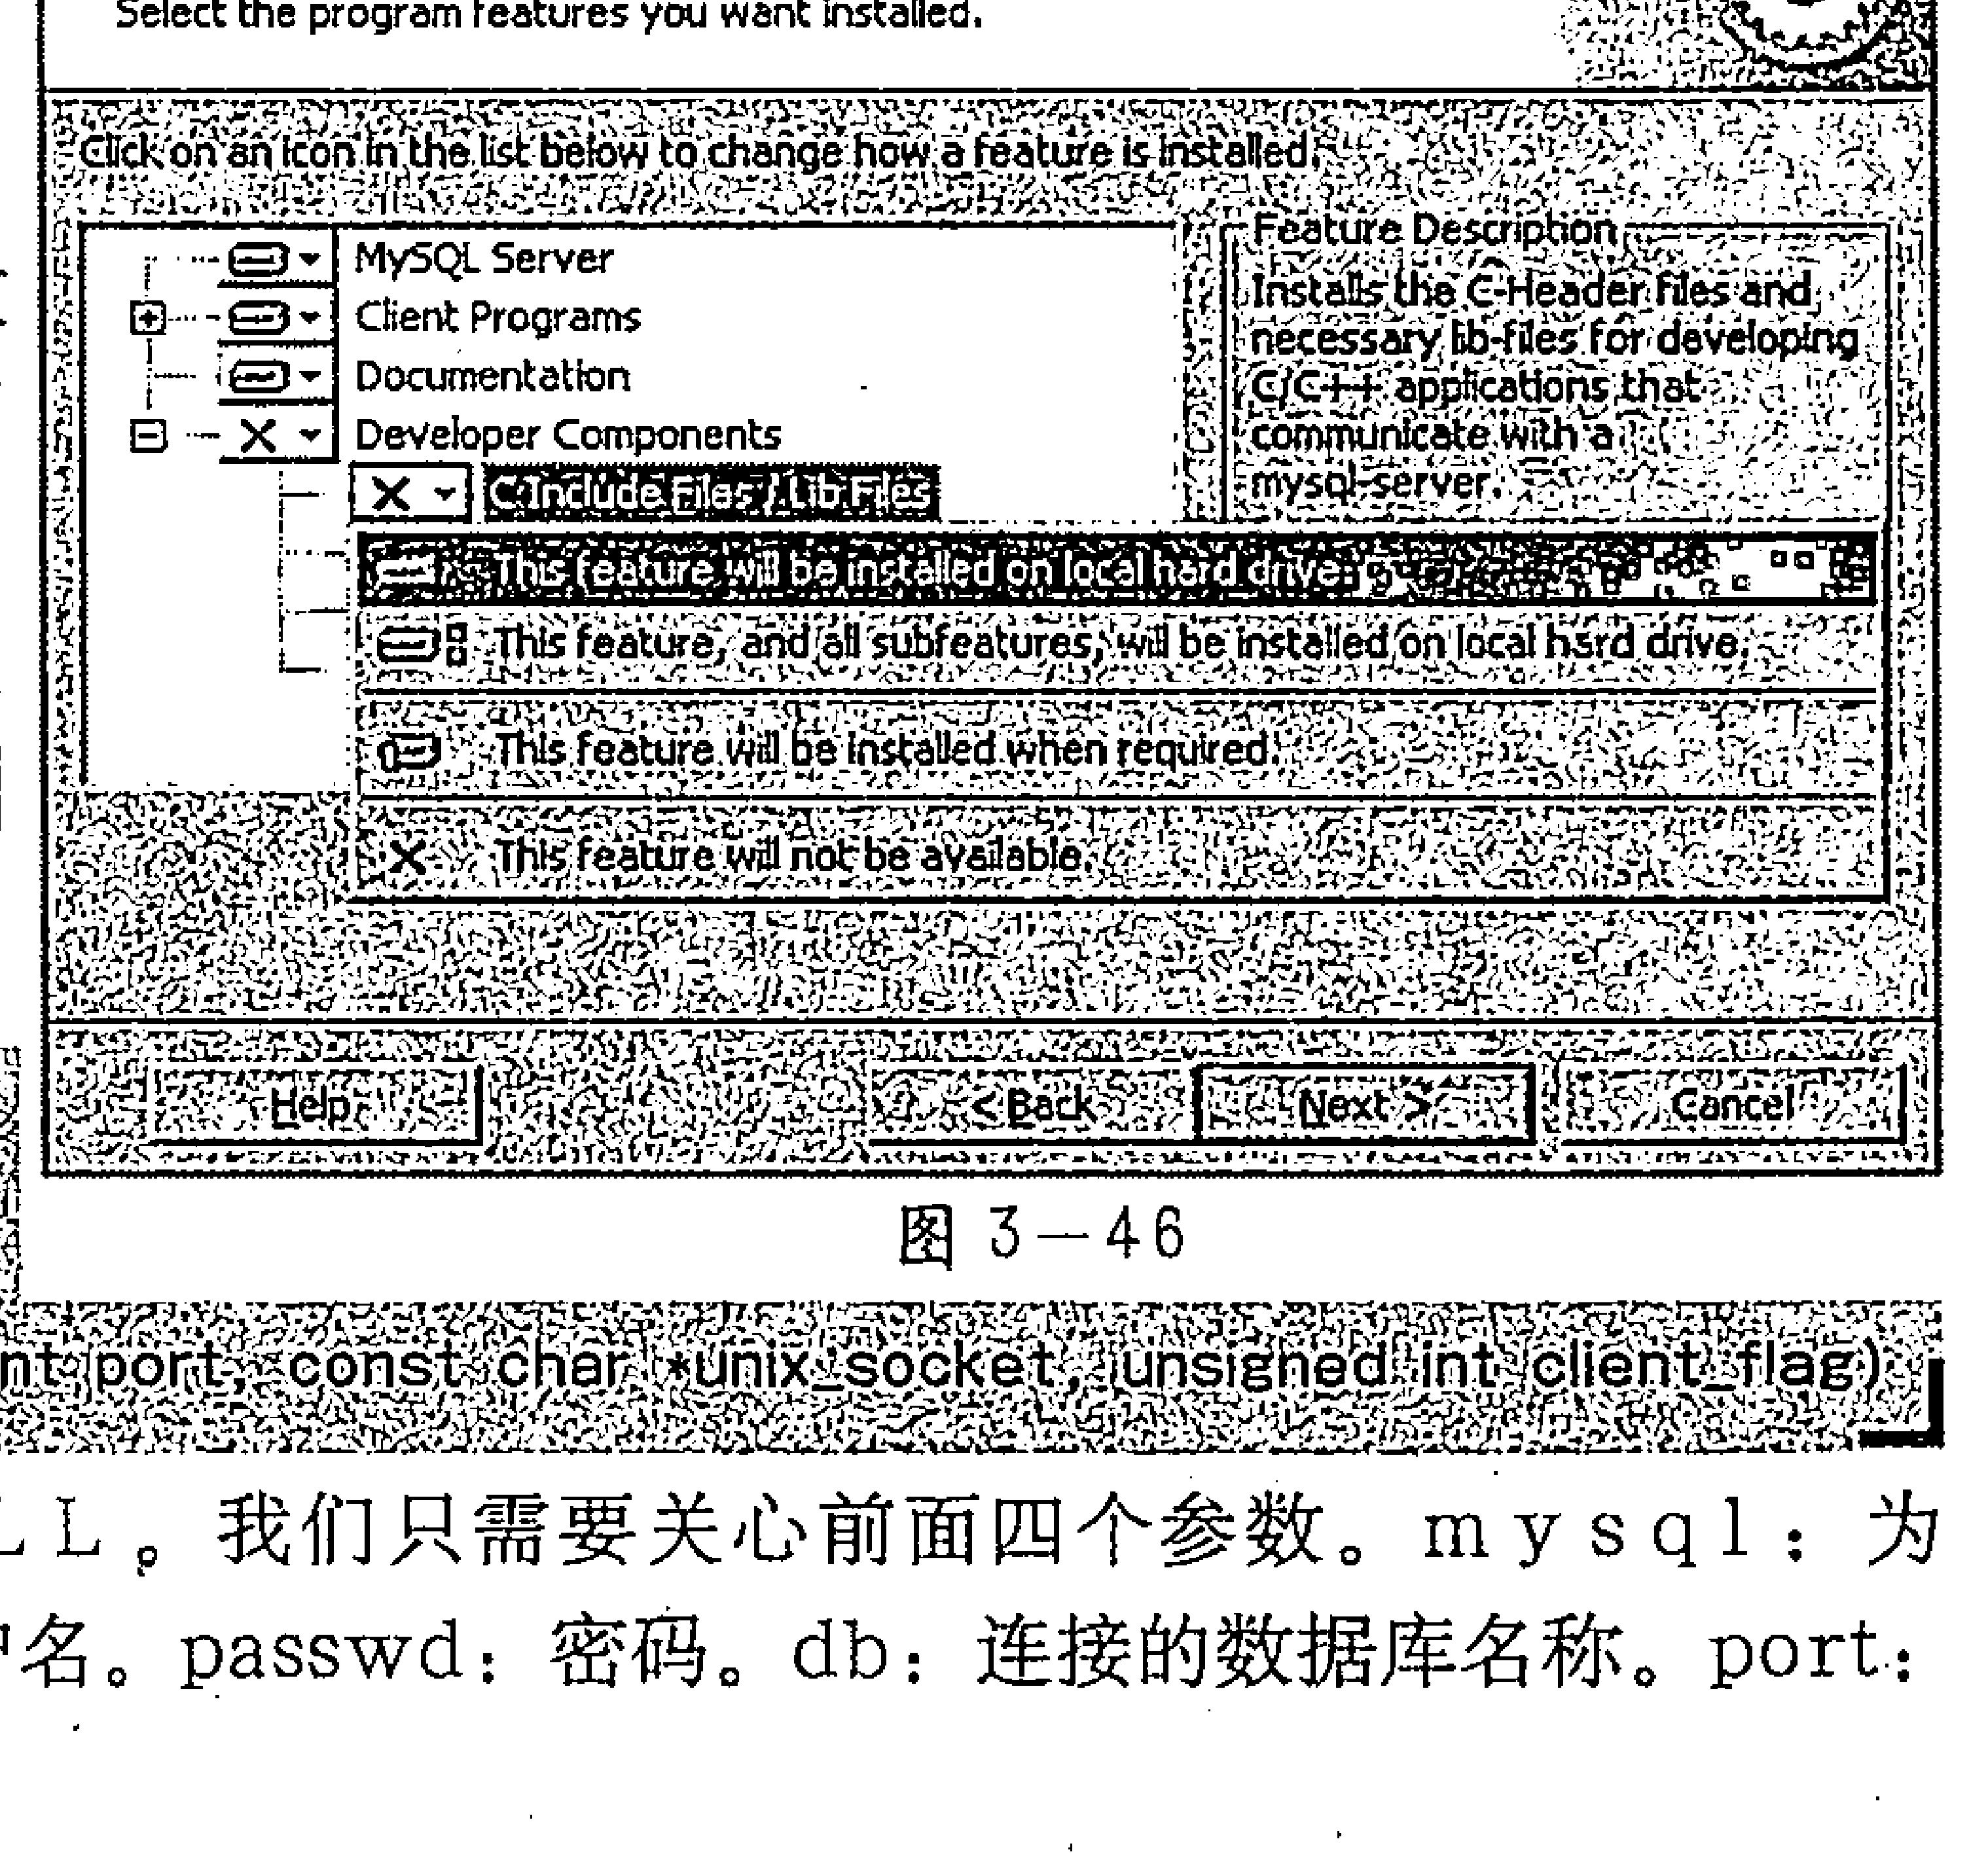 Select the program features you want installed.
Click on an icon in the list below to change how a feature is installed.
MySQL Server
Client Programs
Documentation
Developer Components
C Include Files / Lib Files
Feature Description
Installs the C-Header files and
necessary lib-files for developing
C/C++ applications that
communicate with a
mysql-server.
This feature will be installed on local hard drive.
This feature, and all subfeatures, will be installed on local hard drive.
This feature will be installed when required.
This feature will not be available.
Help
< Back
Next >
Cancel
图 3-46
nt port, const char *unix_socket, unsigned int client_flag)
LL。我们只需要关心前面四个参数。mysql：为
名。passwd：密码。db：连接的数据库名称。port：